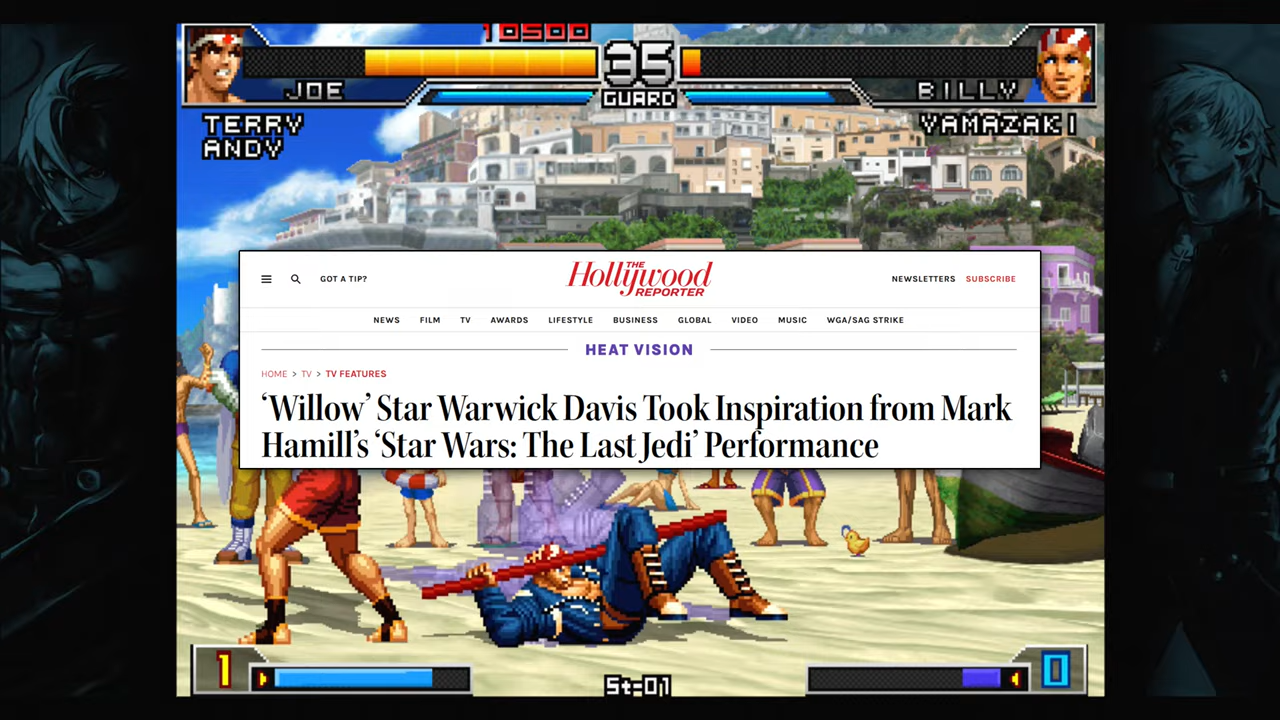 10500
35
JOE
BILLY
GUARD
TERRY
YAMAZAKI
ANDY
GOT A TIP?
THE
Hollywood
REPORTER
NEWSLETTERS SUBSCRIBE
NEWS FILM TV AWARDS LIFESTYLE BUSINESS GLOBAL VIDEO MUSIC WGA/SAG STRIKE
HEAT VISION
HOME > TV > TV FEATURES
‘Willow’ Star Warwick Davis Took Inspiration from Mark
Hamill’s ‘Star Wars: The Last Jedi’ Performance
1
St-01
0